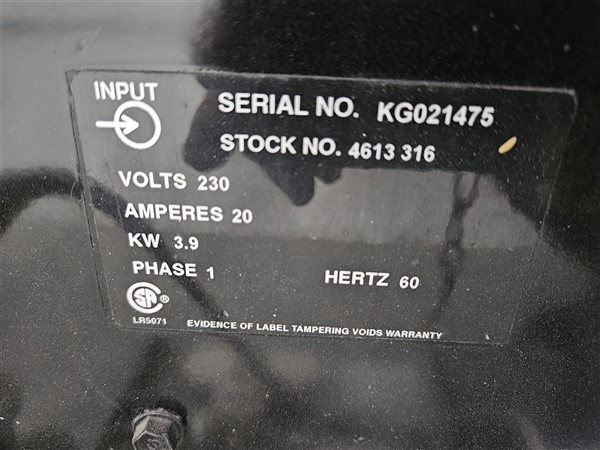 INPUT
SERIAL NO. KG021475
STOCK NO. 4613 316
VOLTS 230
AMPERES 20
KW 3.9
PHASE 1
HERTZ 60
SA ®
LR5071
EVIDENCE OF LABEL TAMPERING VOIDS WARRANTY